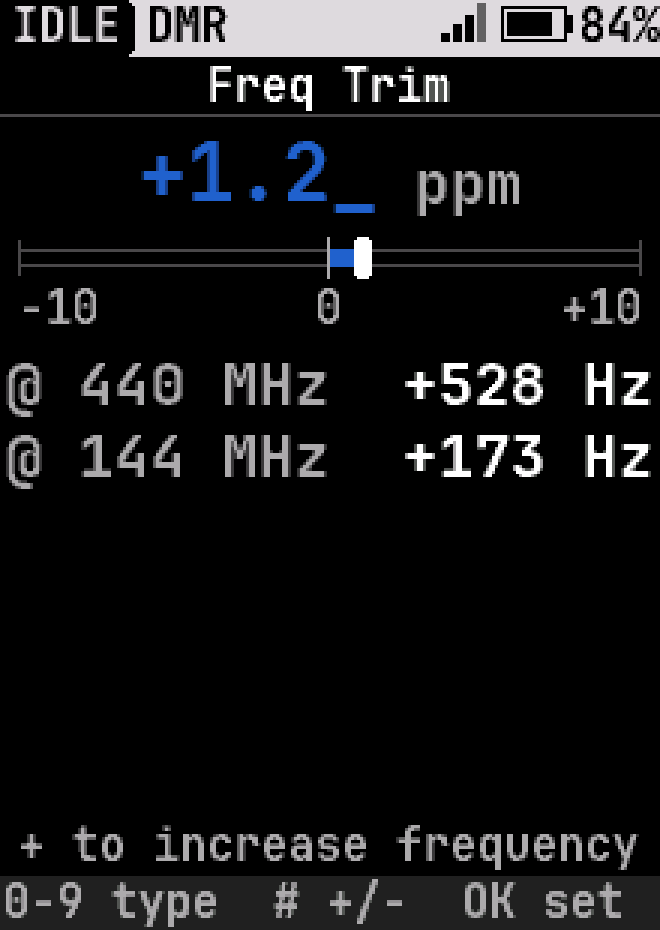 IDLE DMR 84%
Freq Trim
+1.2_ ppm
-10 0 +10
@ 440 MHz +528 Hz
@ 144 MHz +173 Hz
+ to increase frequency
0-9 type # +/- OK set